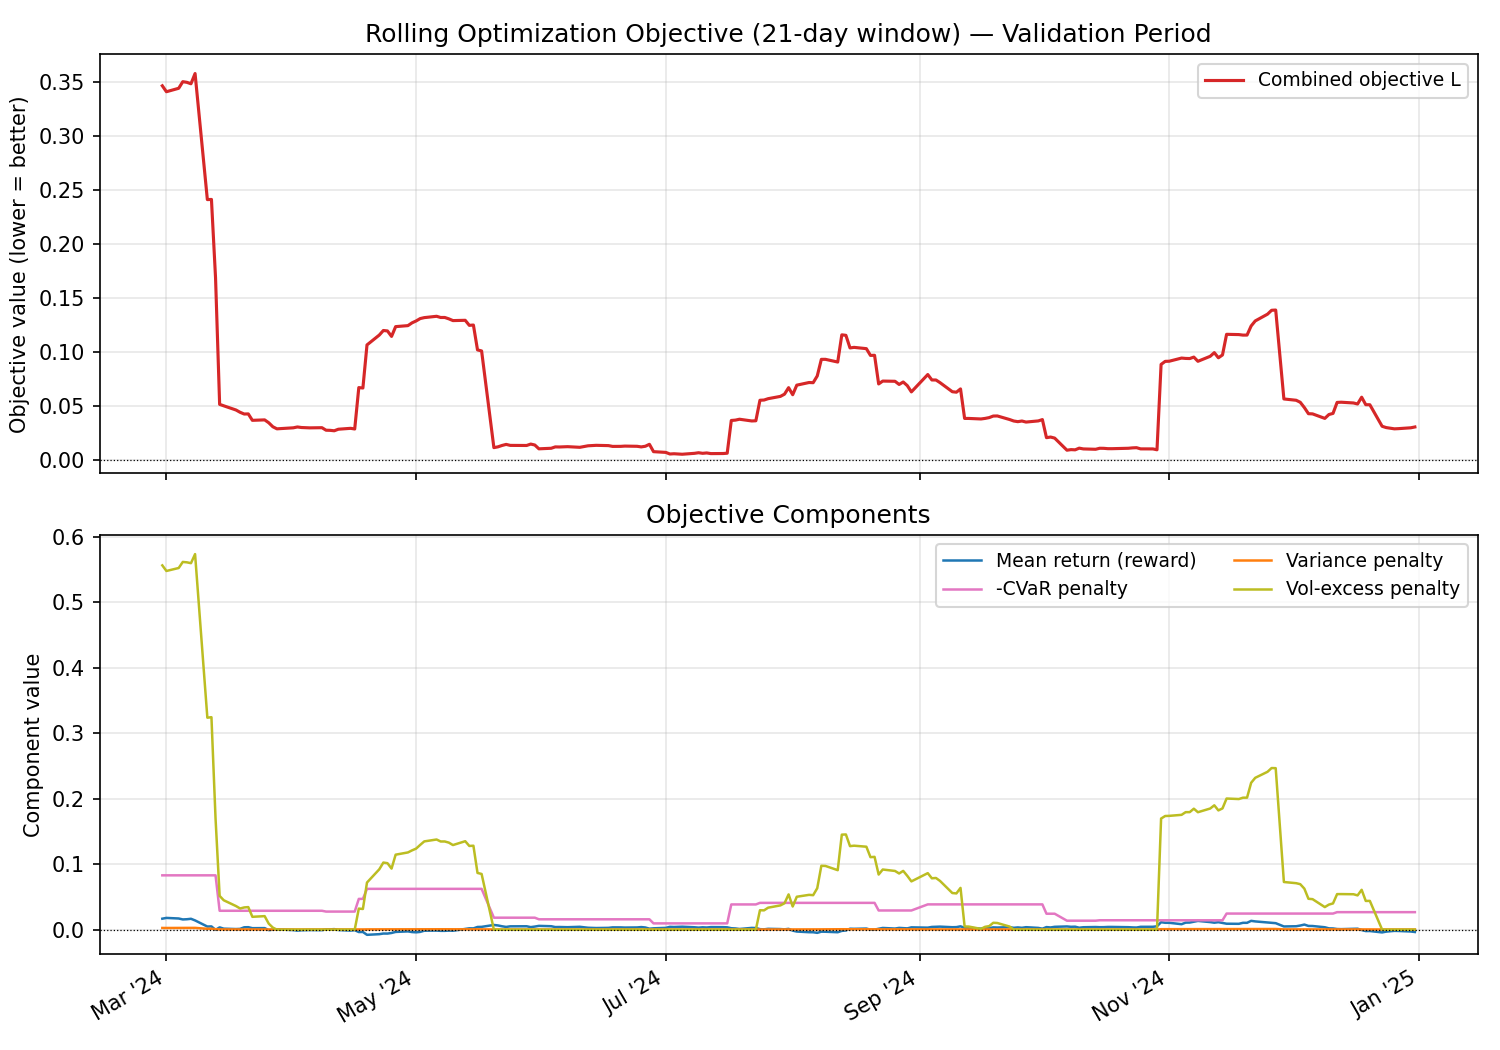 Rolling Optimization Objective (21-day window) — Validation Period
Objective value (lower = better)
0.35
0.30
0.25
0.20
0.15
0.10
0.05
0.00
Combined objective L
Objective Components
Component value
0.6
0.5
0.4
0.3
0.2
0.1
0.0
Mean return (reward)
-CVaR penalty
Variance penalty
Vol-excess penalty
Mar '24
May '24
Jul '24
Sep '24
Nov '24
Jan '25